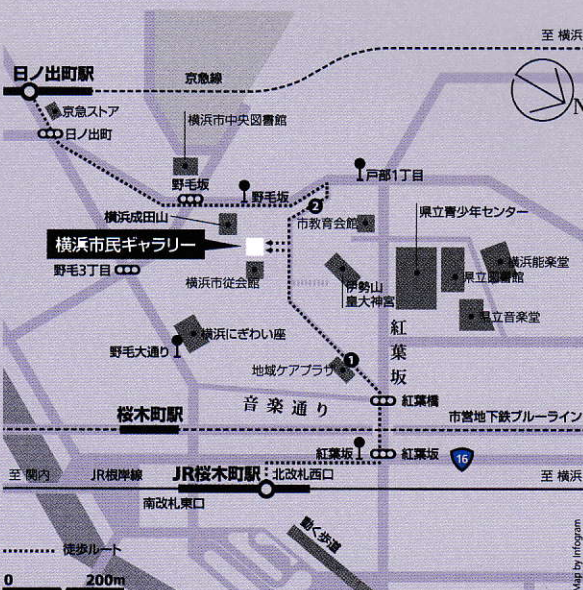 至 横浜
日ノ出町駅
京急線
N
京急ストア
日ノ出町
横浜市中央図書館
野毛坂
野毛坂
戸部1丁目
2
横浜成田山
市教育会館
県立青少年センター
横浜市民ギャラリー
野毛3丁目
横浜市従会館
伊勢山
皇大神宮
県立図書館
横浜能楽堂
県立音楽堂
横浜にぎわい座
野毛大通り
紅葉坂
1
地域ケアプラザ
音楽通り
紅葉橋
桜木町駅
市営地下鉄ブルーライン
紅葉坂
紅葉坂
16
至 関内
JR根岸線
JR桜木町駅
北改札西口
至 横浜
南改札東口
動く歩道
徒歩ルート
0 200m
Map by Infogram